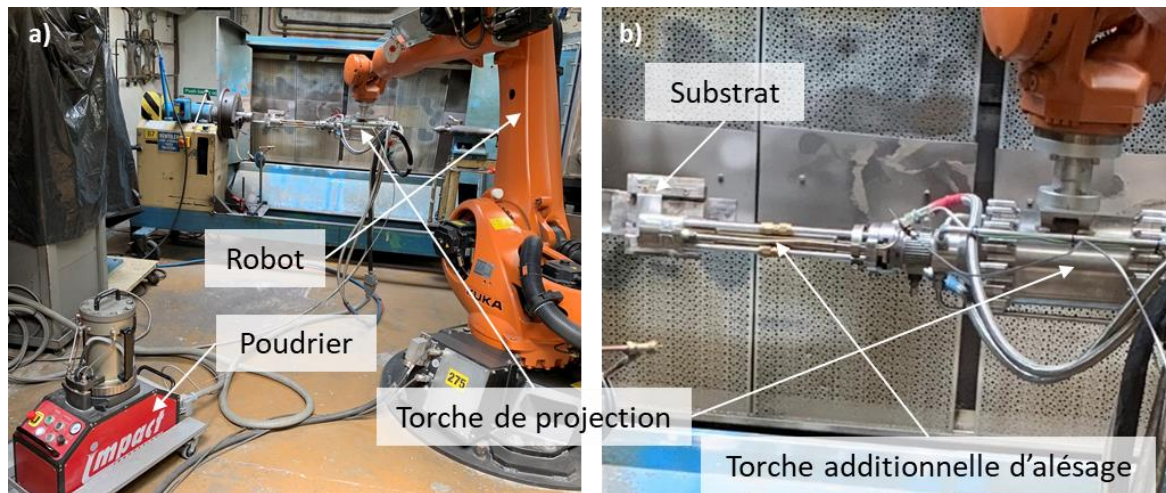 a)
Robot
Poudrier
KUKA
275
impact
Torche de projection
b)
Substrat
Torche additionnelle d’alésage